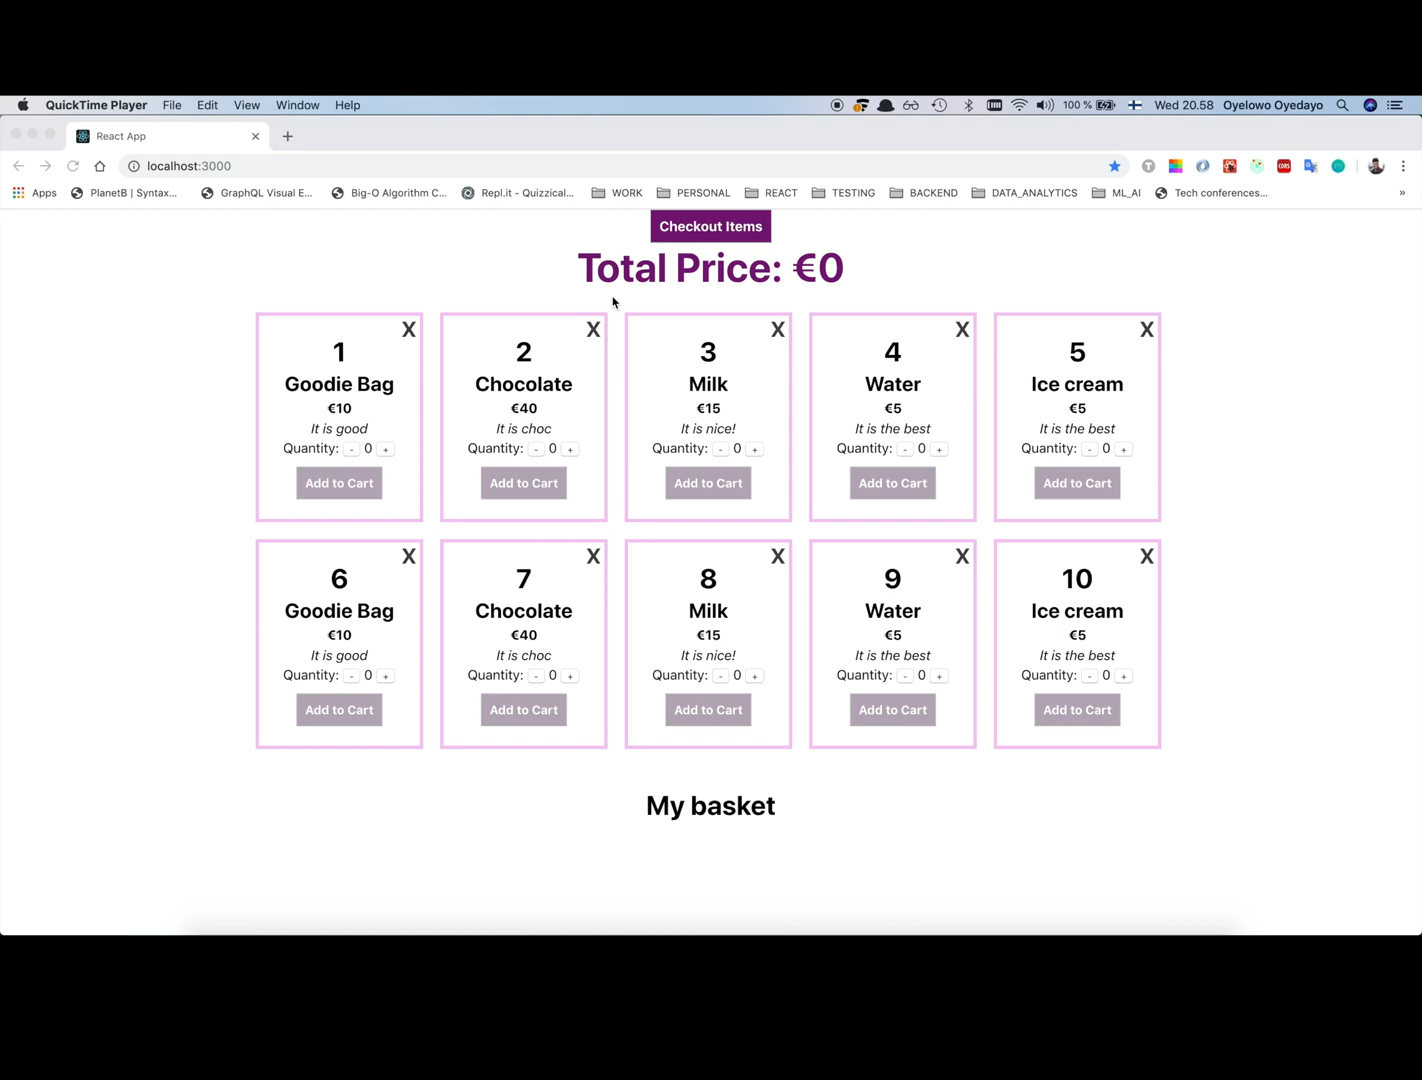 QuickTime Player File Edit View Window Help 100 % Wed 20.58 Oyelowo Oyedayo
React App
localhost:3000
Apps PlanetB | Syntax... GraphQL Visual E... Big-O Algorithm C... Repl.it - Quizzical... WORK PERSONAL REACT TESTING BACKEND DATA_ANALYTICS ML_AI Tech conferences... »
Checkout Items
Total Price: €0
X X X X X
1 2 3 4 5
Goodie Bag Chocolate Milk Water Ice cream
€10 €40 €15 €5 €5
It is good It is choc It is nice! It is the best It is the best
Quantity: - 0 + Quantity: - 0 + Quantity: - 0 + Quantity: - 0 + Quantity: - 0 +
Add to Cart Add to Cart Add to Cart Add to Cart Add to Cart
X X X X X
6 7 8 9 10
Goodie Bag Chocolate Milk Water Ice cream
€10 €40 €15 €5 €5
It is good It is choc It is nice! It is the best It is the best
Quantity: - 0 + Quantity: - 0 + Quantity: - 0 + Quantity: - 0 + Quantity: - 0 +
Add to Cart Add to Cart Add to Cart Add to Cart Add to Cart
My basket